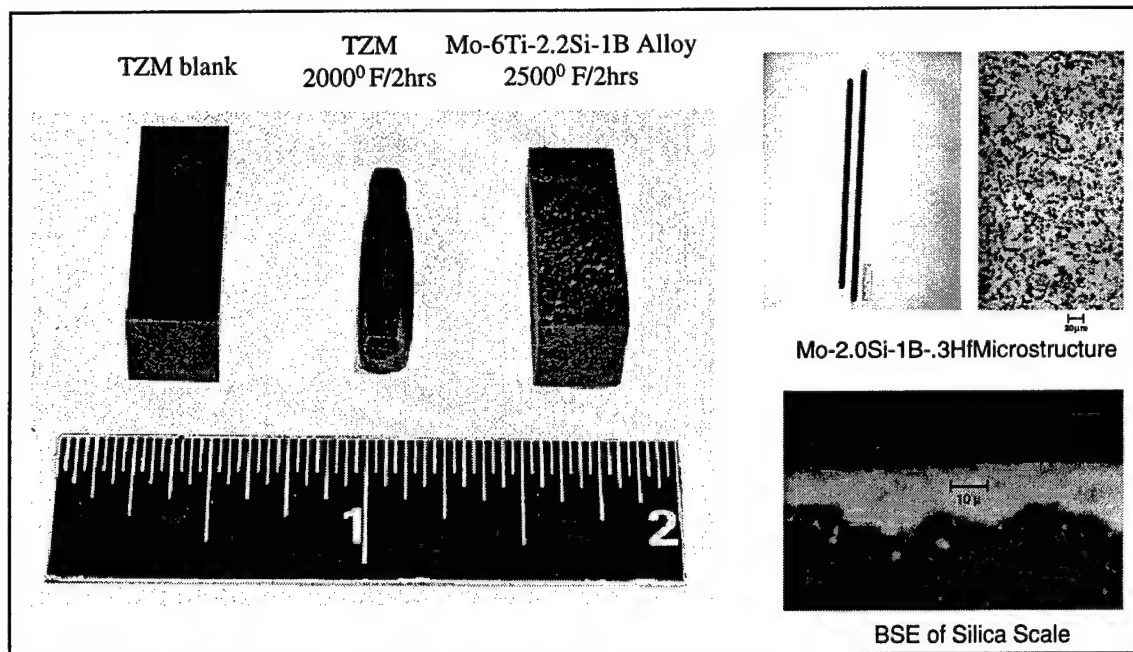 TZM blank
TZM
2000⁰ F/2hrs
Mo-6Ti-2.2Si-1B Alloy
2500⁰ F/2hrs
1
2
20µm
Mo-2.0Si-1B-.3HfMicrostructure
10 µ
BSE of Silica Scale